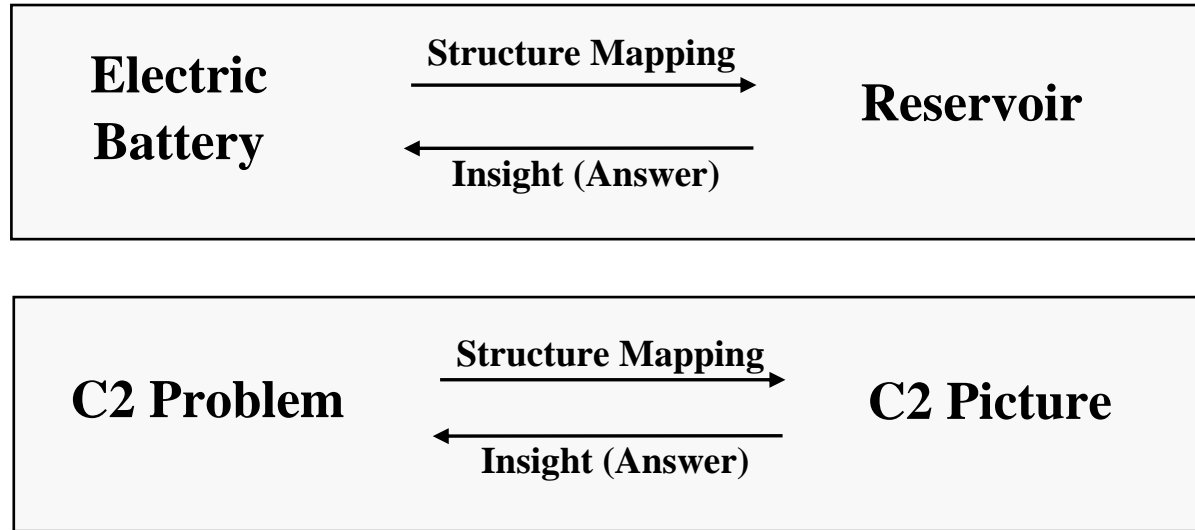 Electric
Battery
Structure Mapping
Reservoir
Insight (Answer)
C2 Problem
Structure Mapping
C2 Picture
Insight (Answer)